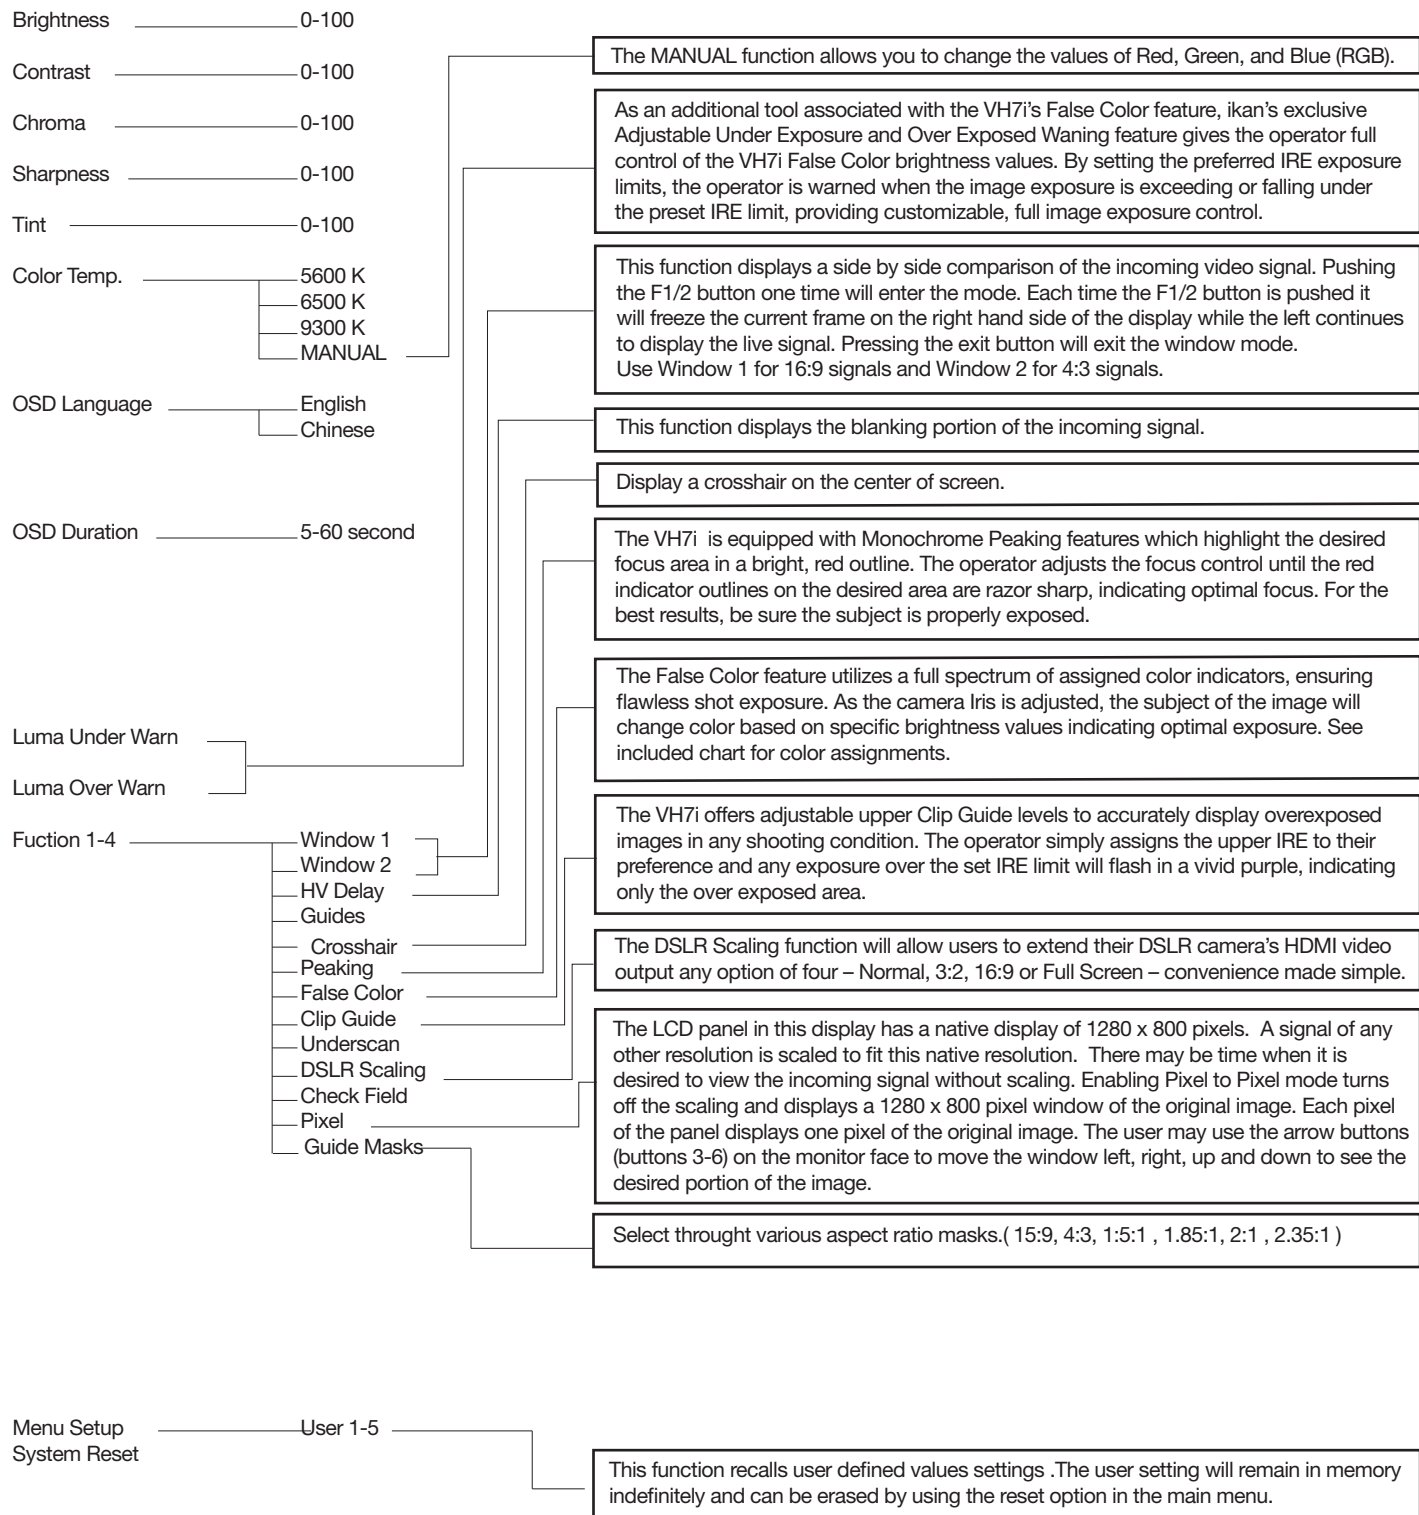 Brightness 0-100
Contrast 0-100
Chroma 0-100
Sharpness 0-100
Tint 0-100
Color Temp. 5600 K
6500 K
9300 K
MANUAL
OSD Language English
Chinese
OSD Duration 5-60 second
Luma Under Warn
Luma Over Warn
Fuction 1-4 Window 1
Window 2
HV Delay
Guides
Crosshair
Peaking
False Color
Clip Guide
Underscan
DSLR Scaling
Check Field
Pixel
Guide Masks
Menu Setup User 1-5
System Reset
The MANUAL function allows you to change the values of Red, Green, and Blue (RGB).
As an additional tool associated with the VH7i’s False Color feature, ikan’s exclusive
Adjustable Under Exposure and Over Exposed Waning feature gives the operator full
control of the VH7i False Color brightness values. By setting the preferred IRE exposure
limits, the operator is warned when the image exposure is exceeding or falling under
the preset IRE limit, providing customizable, full image exposure control.
This function displays a side by side comparison of the incoming video signal. Pushing
the F1/2 button one time will enter the mode. Each time the F1/2 button is pushed it
will freeze the current frame on the right hand side of the display while the left continues
to display the live signal. Pressing the exit button will exit the window mode.
Use Window 1 for 16:9 signals and Window 2 for 4:3 signals.
This function displays the blanking portion of the incoming signal.
Display a crosshair on the center of screen.
The VH7i is equipped with Monochrome Peaking features which highlight the desired
focus area in a bright, red outline. The operator adjusts the focus control until the red
indicator outlines on the desired area are razor sharp, indicating optimal focus. For the
best results, be sure the subject is properly exposed.
The False Color feature utilizes a full spectrum of assigned color indicators, ensuring
flawless shot exposure. As the camera Iris is adjusted, the subject of the image will
change color based on specific brightness values indicating optimal exposure. See
included chart for color assignments.
The VH7i offers adjustable upper Clip Guide levels to accurately display overexposed
images in any shooting condition. The operator simply assigns the upper IRE to their
preference and any exposure over the set IRE limit will flash in a vivid purple, indicating
only the over exposed area.
The DSLR Scaling function will allow users to extend their DSLR camera’s HDMI video
output any option of four – Normal, 3:2, 16:9 or Full Screen – convenience made simple.
The LCD panel in this display has a native display of 1280 x 800 pixels. A signal of any
other resolution is scaled to fit this native resolution. There may be time when it is
desired to view the incoming signal without scaling. Enabling Pixel to Pixel mode turns
off the scaling and displays a 1280 x 800 pixel window of the original image. Each pixel
of the panel displays one pixel of the original image. The user may use the arrow buttons
(buttons 3-6) on the monitor face to move the window left, right, up and down to see the
desired portion of the image.
Select throught various aspect ratio masks.( 15:9, 4:3, 1:5:1 , 1.85:1, 2:1 , 2.35:1 )
This function recalls user defined values settings .The user setting will remain in memory
indefinitely and can be erased by using the reset option in the main menu.